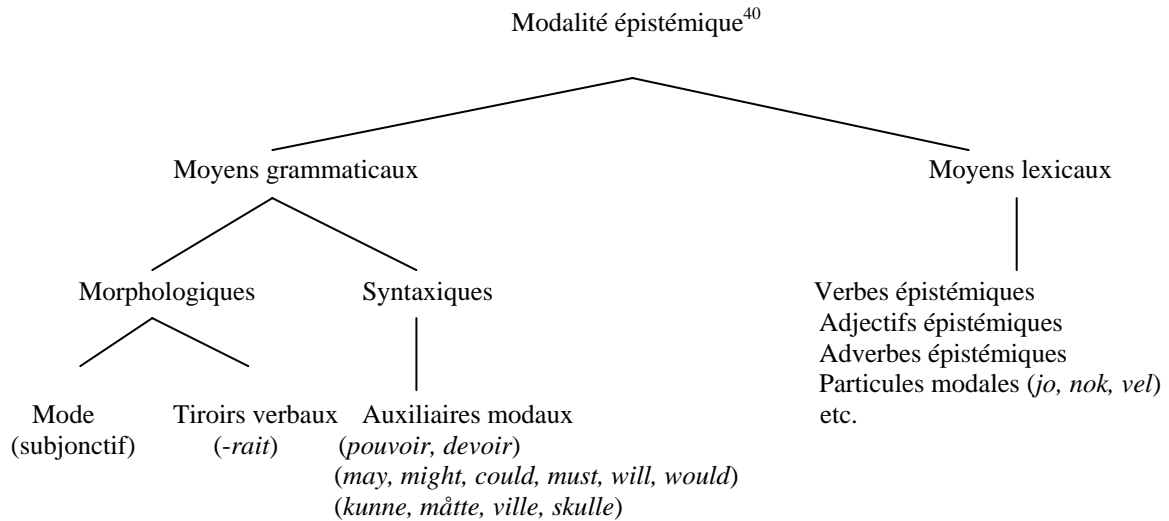 Modalité épistémique40
Moyens grammaticaux
Moyens lexicaux
Morphologiques
Syntaxiques
Verbes épistémiques
Adjectifs épistémiques
Adverbes épistémiques
Particules modales (jo, nok, vel)
etc.
Mode
(subjonctif)
Tiroirs verbaux
(-rait)
Auxiliaires modaux
(pouvoir, devoir)
(may, might, could, must, will, would)
(kunne, måtte, ville, skulle)